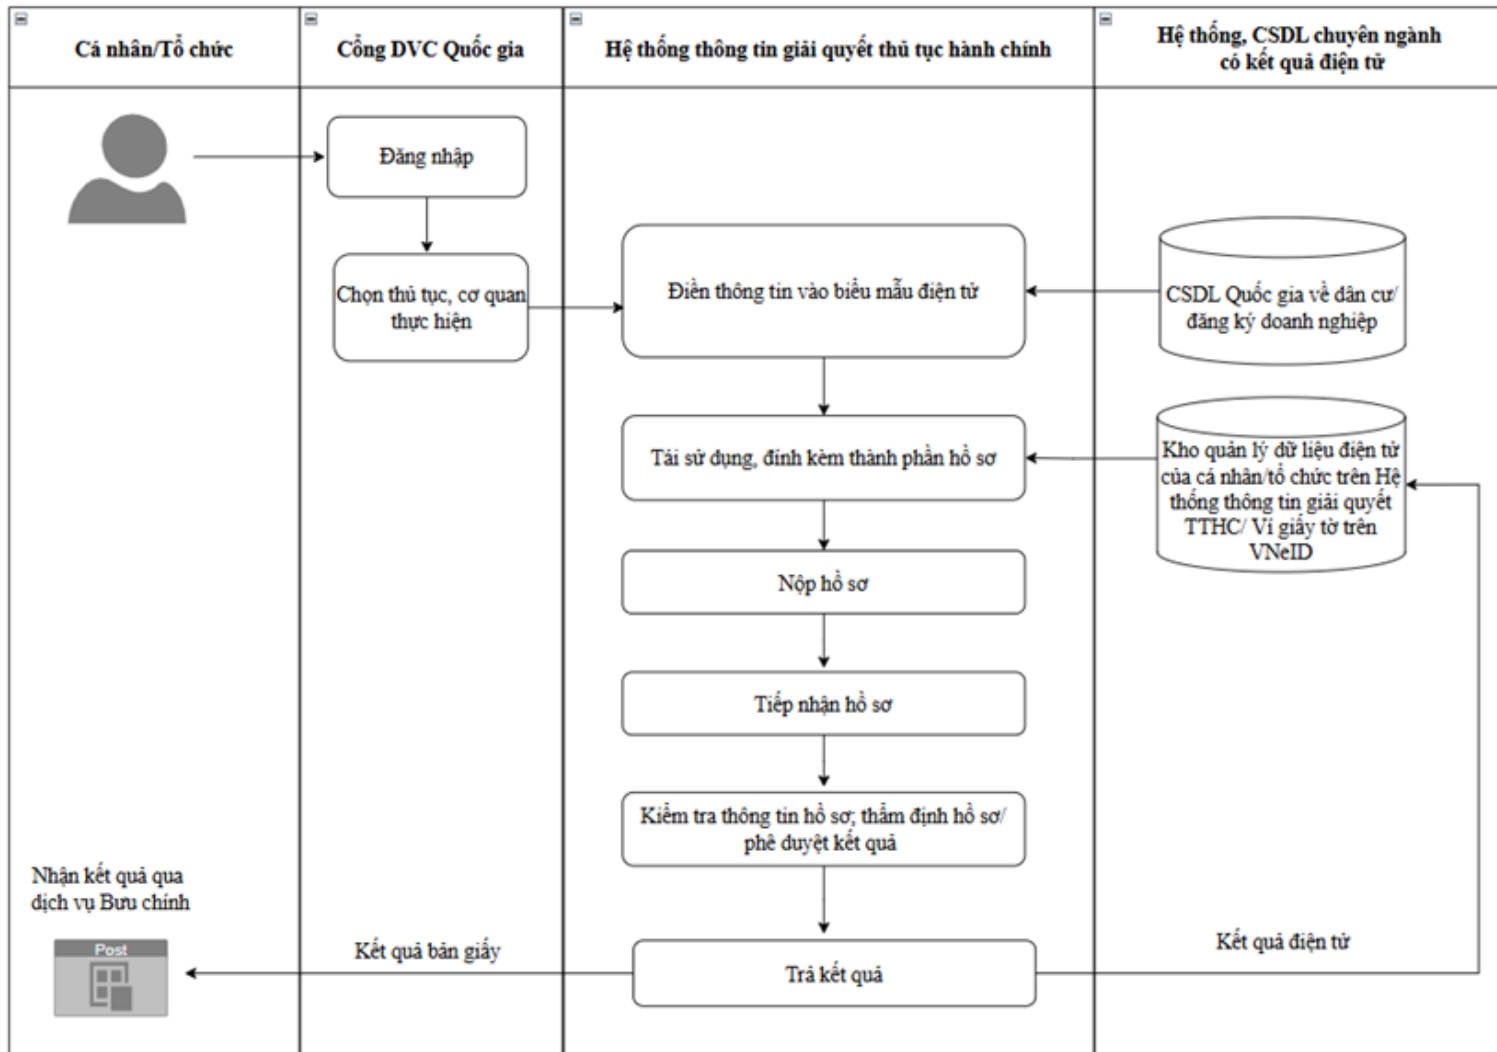 Cá nhân/Tổ chức
Cổng DVC Quốc gia
Hệ thống thông tin giải quyết thủ tục hành chính
Hệ thống, CSDL chuyên ngành
có kết quả điện tử
Đăng nhập
Chọn thủ tục, cơ quan
thực hiện
Điền thông tin vào biểu mẫu điện tử
CSDL Quốc gia về dân cư/
đăng ký doanh nghiệp
Tái sử dụng, đính kèm thành phần hồ sơ
Kho quản lý dữ liệu điện tử
của cá nhân/tổ chức trên Hệ
thống thông tin giải quyết
TTHC/ Ví giấy tờ trên
VNeID
Nộp hồ sơ
Tiếp nhận hồ sơ
Kiểm tra thông tin hồ sơ; thẩm định hồ sơ/
phê duyệt kết quả
Nhận kết quả qua
dịch vụ Bưu chính
Post
Kết quả bản giấy
Trả kết quả
Kết quả điện tử